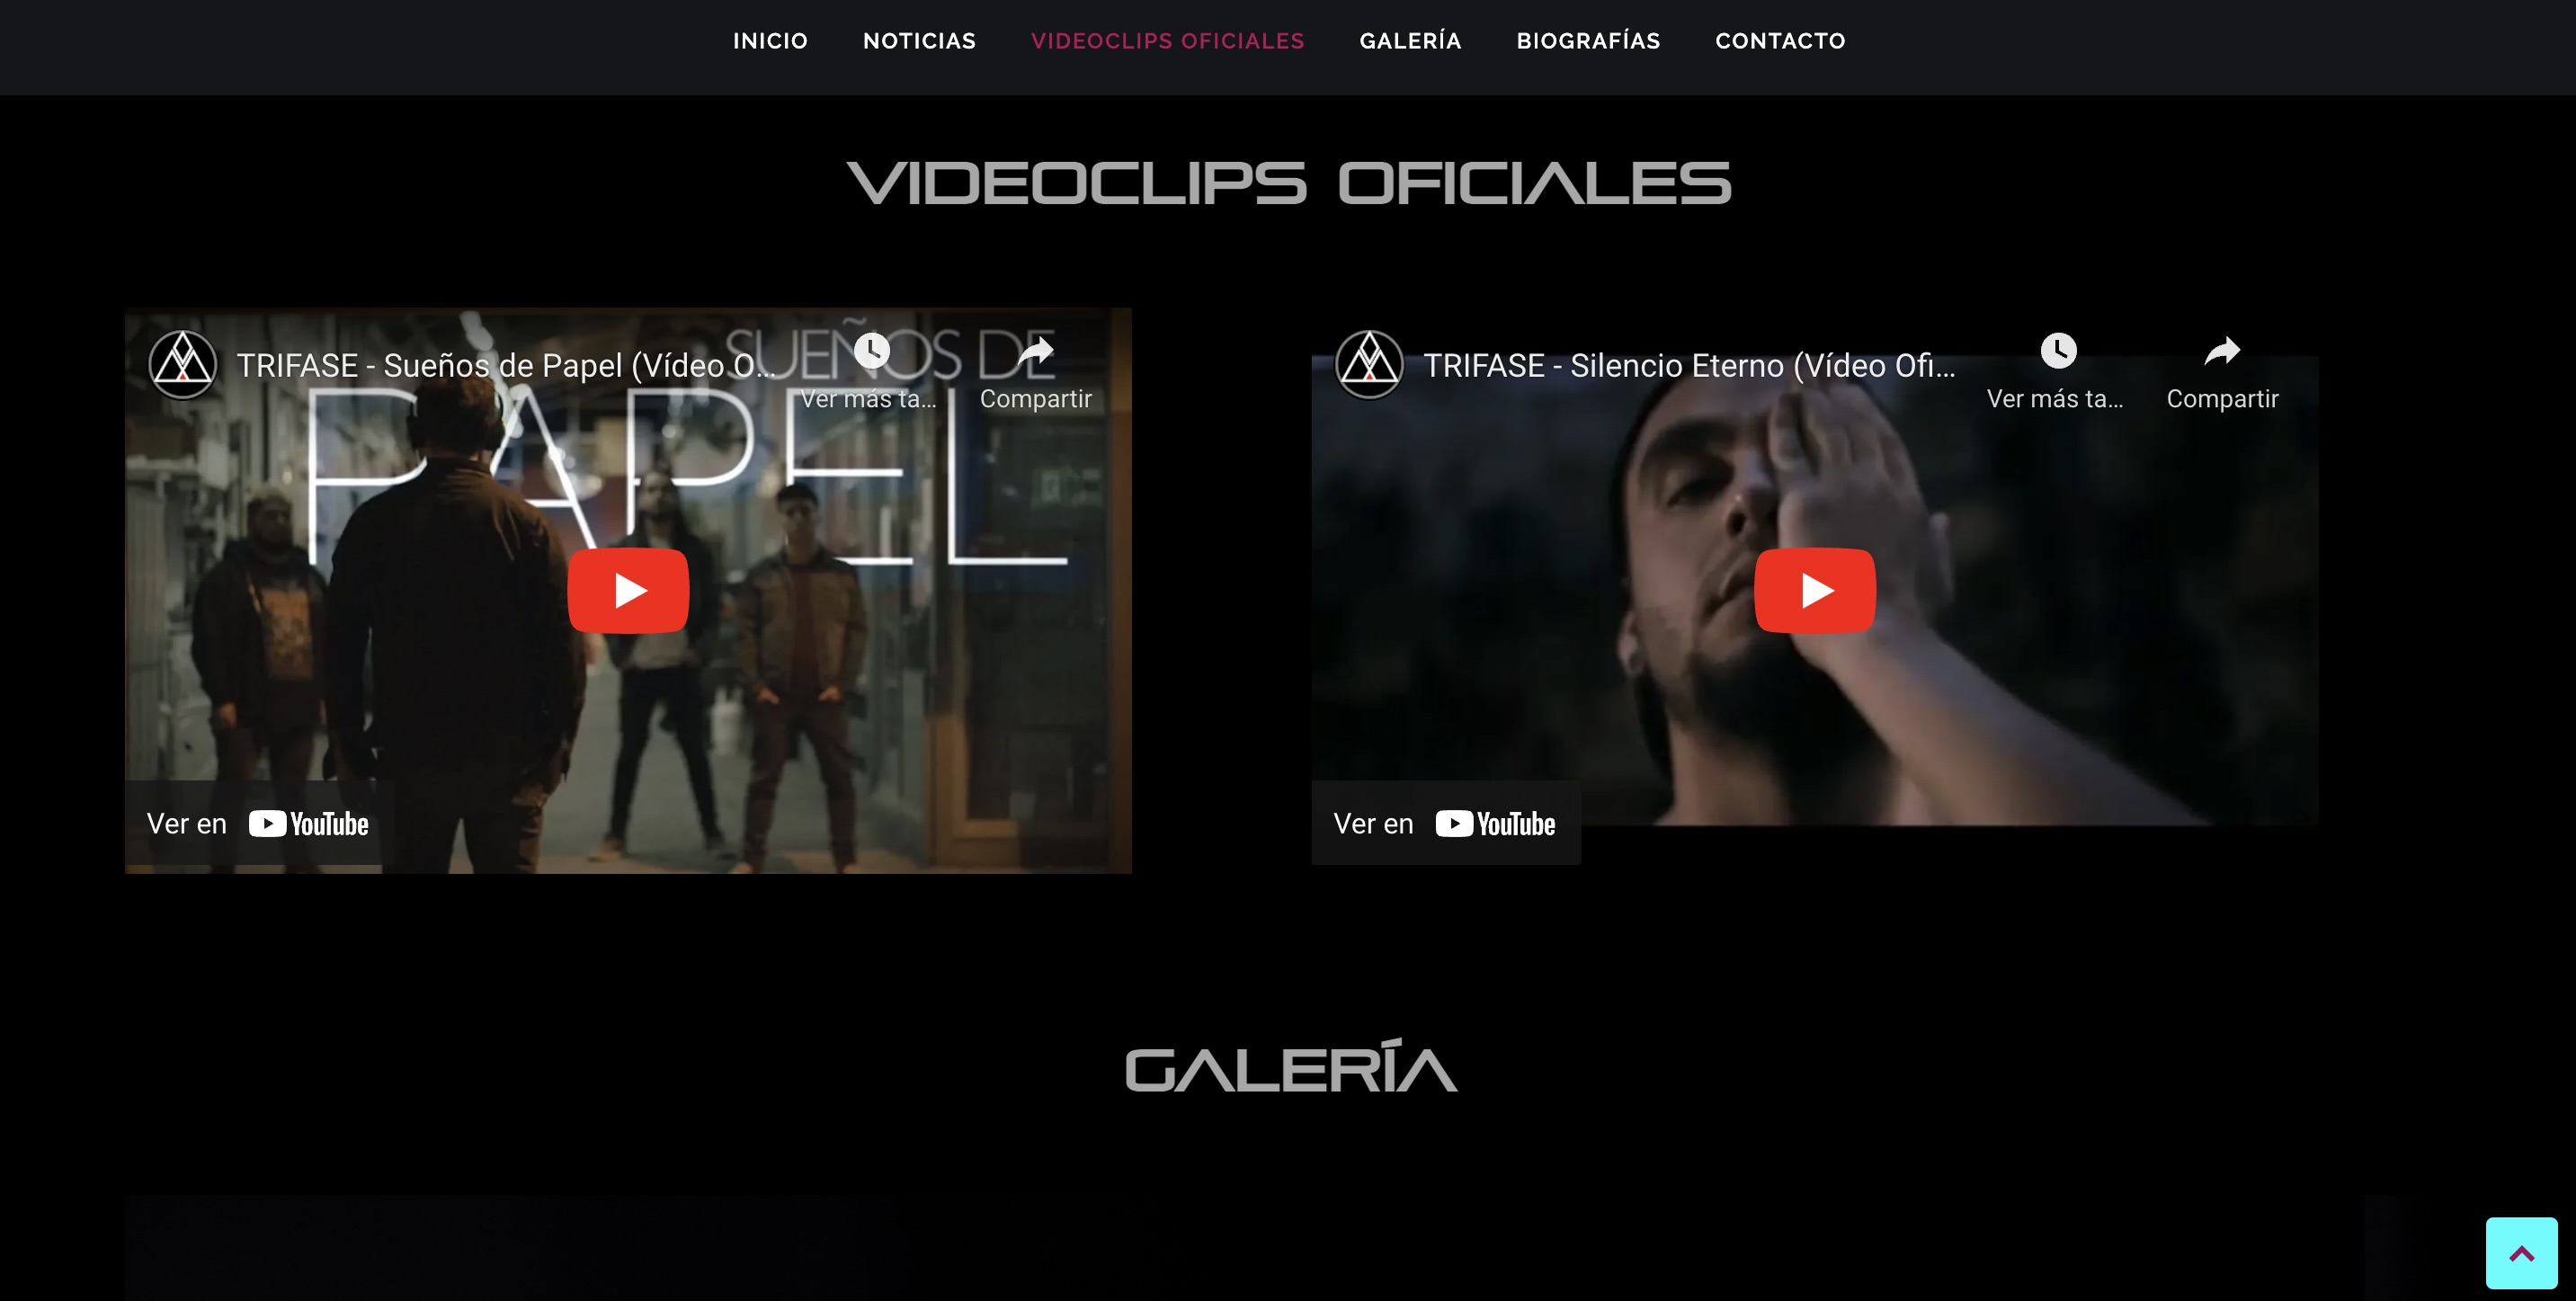 INICIO NOTICIAS VIDEOCLIPS OFICIALES GALERÍA BIOGRAFÍAS CONTACTO
VIDEOCLIPS OFICIALES
SUEÑOS DE
PAPEL
TRIFASE - Sueños de Papel (Vídeo O...
Ver más ta...
Compartir
Ver en YouTube
TRIFASE - Silencio Eterno (Vídeo Ofi...
Ver más ta...
Compartir
Ver en YouTube
GALERÍA